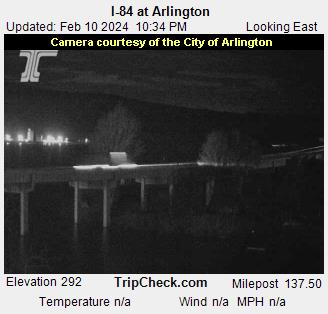 I-84 at Arlington
Updated: Feb 10 2024 10:34 PM Looking East
Camera courtesy of the City of Arlington
Elevation 292 TripCheck.com Milepost 137.50
Temperature n/a Wind n/a MPH n/a